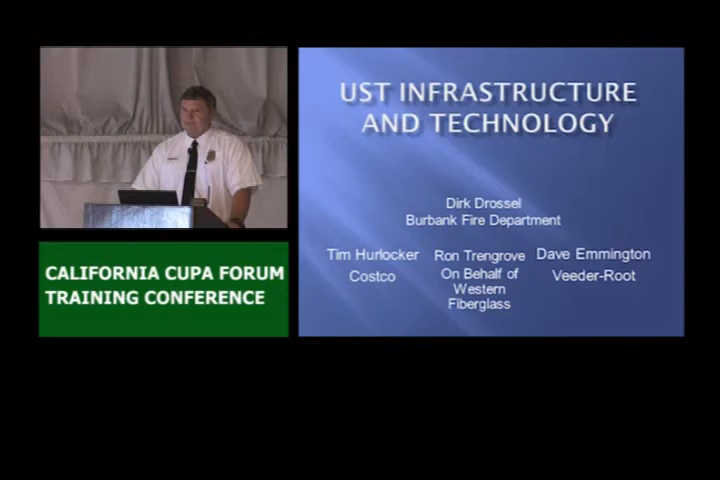 UST INFRASTRUCTURE
AND TECHNOLOGY
Dirk Drossel
Burbank Fire Department
Tim Hurlocker
Costco
Ron Trengrove
On Behalf of
Western
Fiberglass
Dave Emmington
Veeder-Root
CALIFORNIA CUPA FORUM
TRAINING CONFERENCE